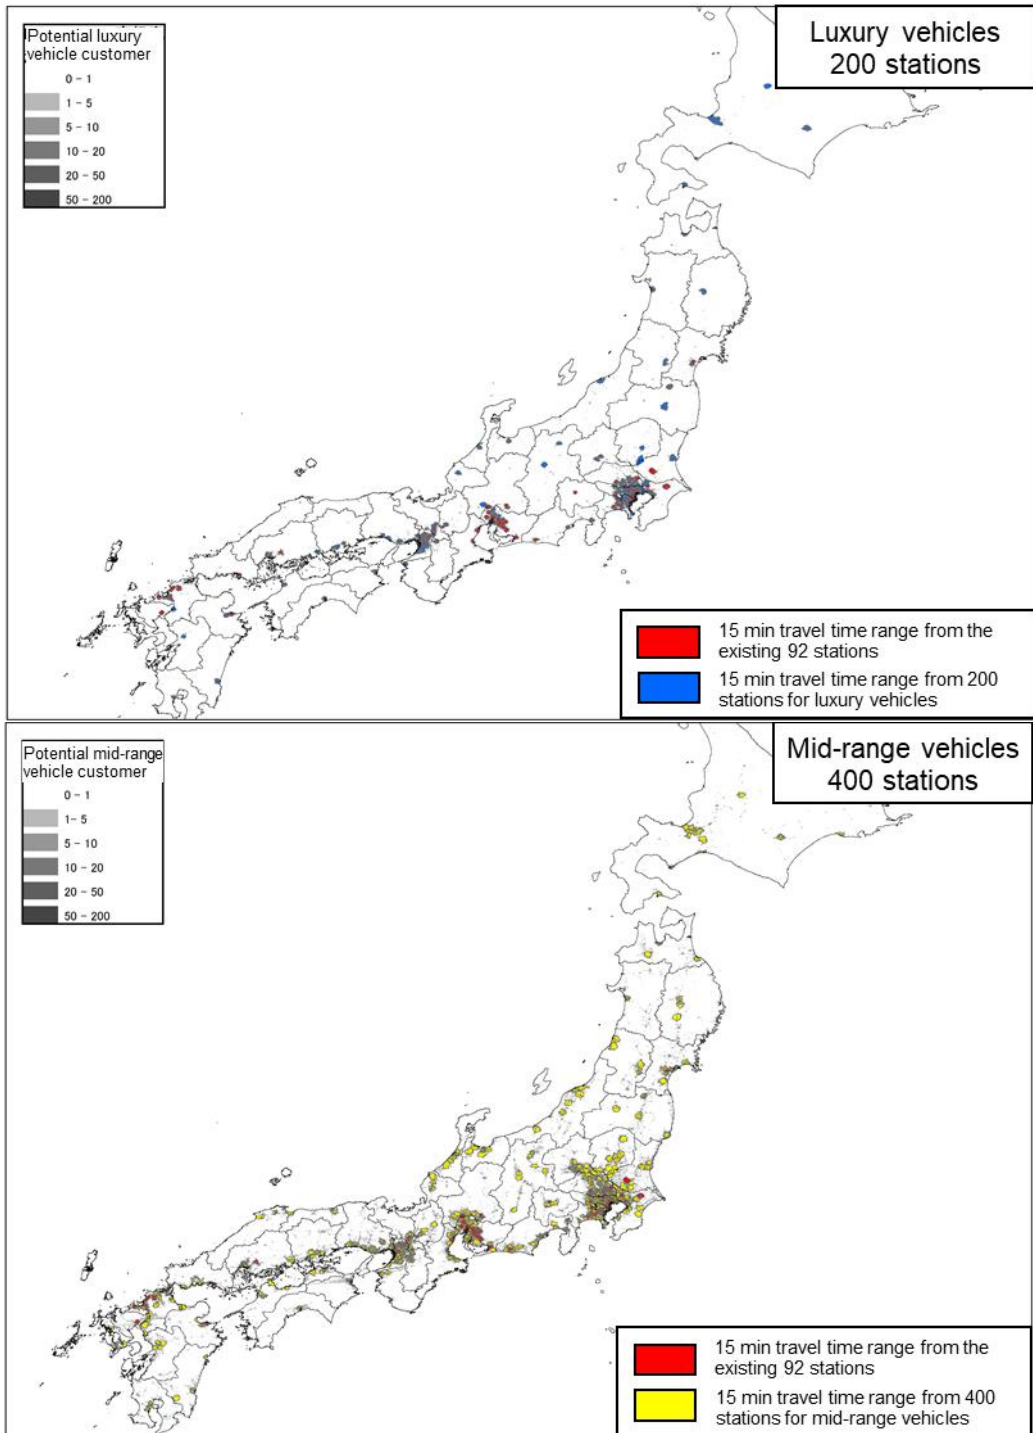 Potential luxury
vehicle customer
0 - 1
1 - 5
5 - 10
10 - 20
20 - 50
50 - 200
Luxury vehicles
200 stations
15 min travel time range from the
existing 92 stations
15 min travel time range from 200
stations for luxury vehicles
Potential mid-range
vehicle customer
0 - 1
1- 5
5 - 10
10 - 20
20 - 50
50 - 200
Mid-range vehicles
400 stations
15 min travel time range from the
existing 92 stations
15 min travel time range from 400
stations for mid-range vehicles